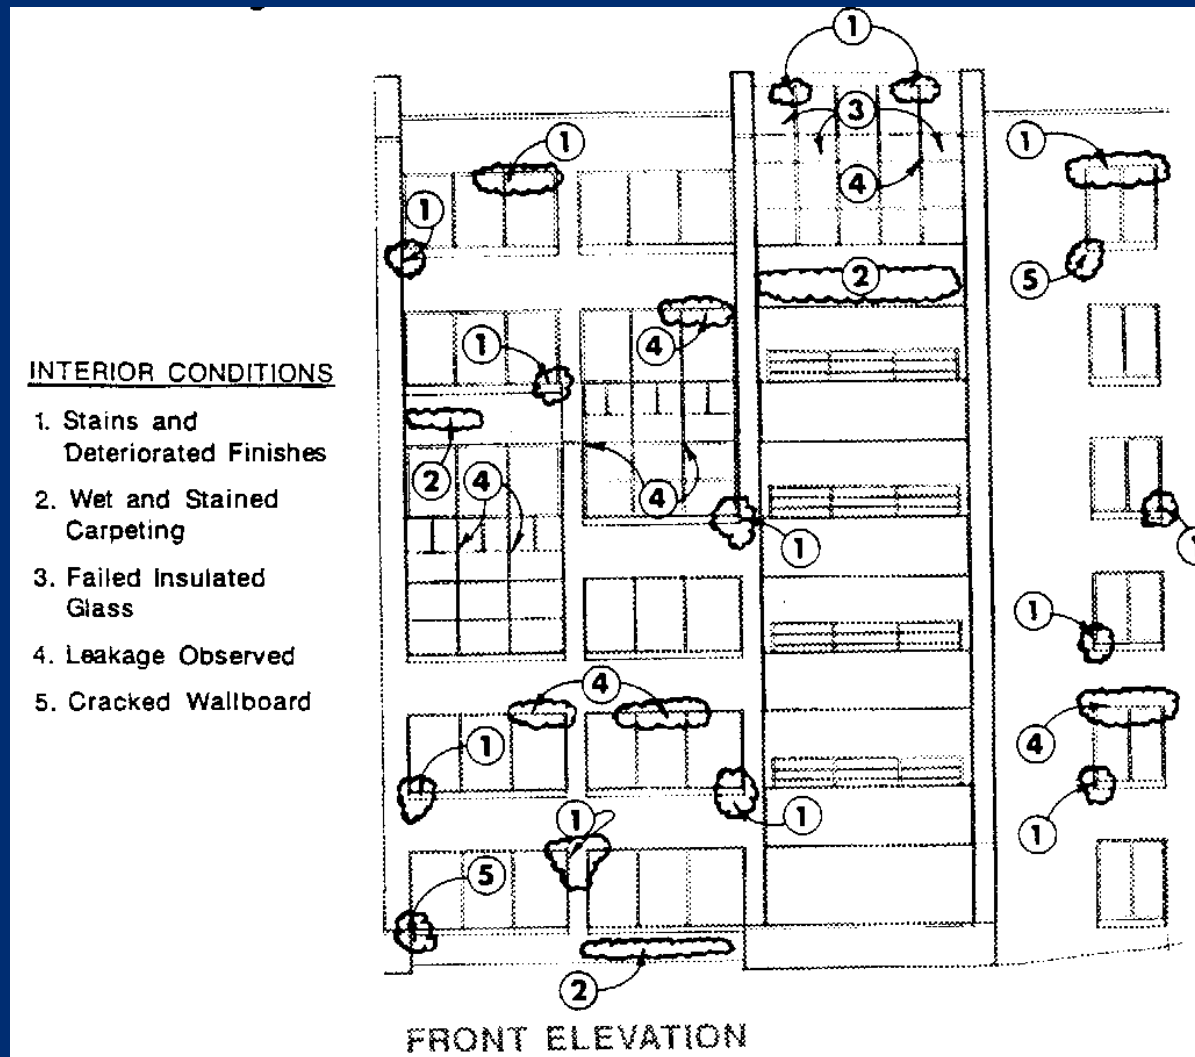 1
1
3
1
1
4
1
2
5
1
4
INTERIOR CONDITIONS
1. Stains and
Deteriorated Finishes
2. Wet and Stained
Carpeting
3. Failed Insulated
Glass
4. Leakage Observed
5. Cracked Wallboard
2
4
4
1
1
1
4
1
4
1
1
1
1
5
2
FRONT ELEVATION